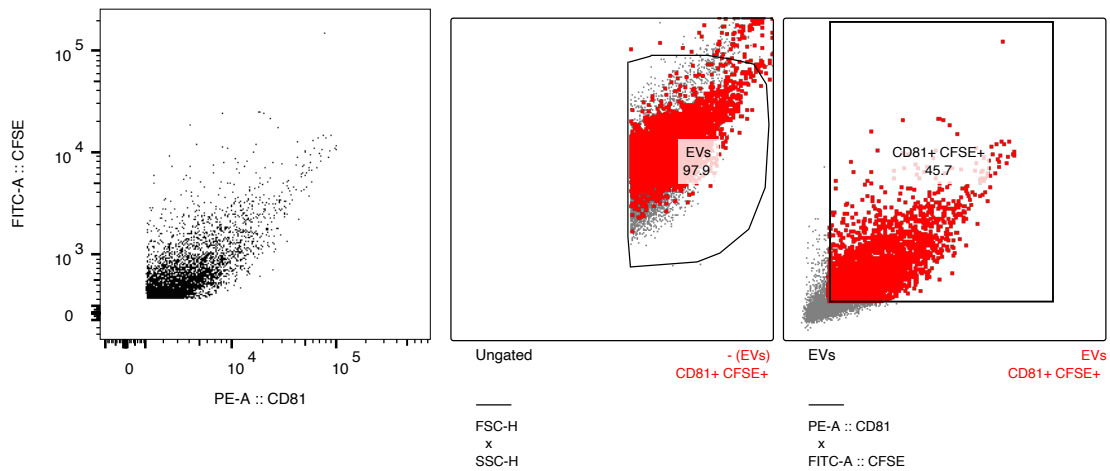 FITC-A :: CFSE
10^5
10^4
10^3
0
0
10^4
10^5
PE-A :: CD81
EVs
97.9
Ungated
- (EVs)
CD81+ CFSE+
FSC-H
x
SSC-H
CD81+ CFSE+
45.7
EVs
EVs
CD81+ CFSE+
PE-A :: CD81
x
FITC-A :: CFSE